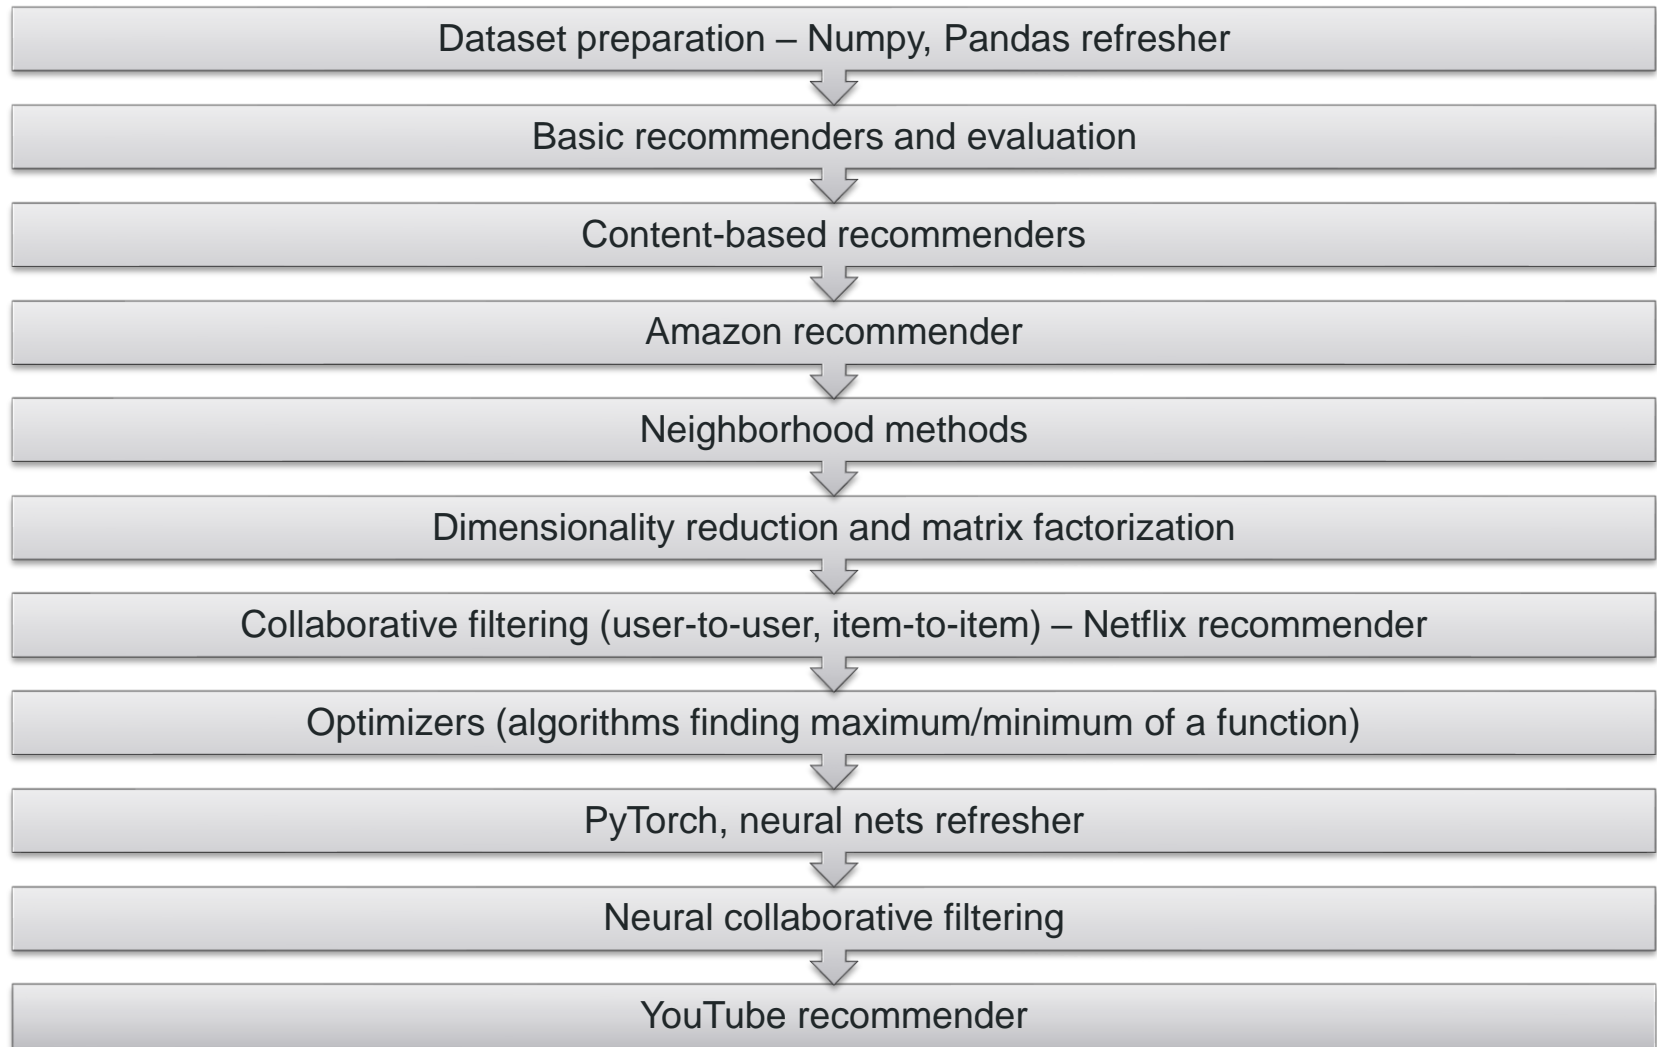 Dataset preparation – Numpy, Pandas refresher
Basic recommenders and evaluation
Content-based recommenders
Amazon recommender
Neighborhood methods
Dimensionality reduction and matrix factorization
Collaborative filtering (user-to-user, item-to-item) – Netflix recommender
Optimizers (algorithms finding maximum/minimum of a function)
PyTorch, neural nets refresher
Neural collaborative filtering
YouTube recommender